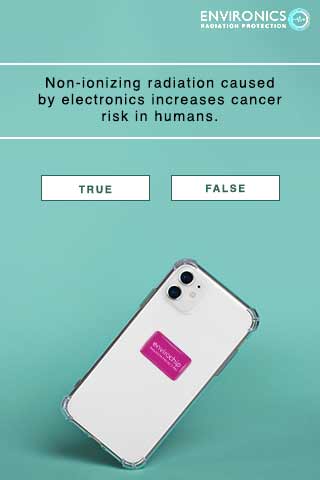 ENVIRONICS
RADIATION PROTECTION
Non-ionizing radiation caused
by electronics increases cancer
risk in humans.
TRUE
FALSE
envirochip